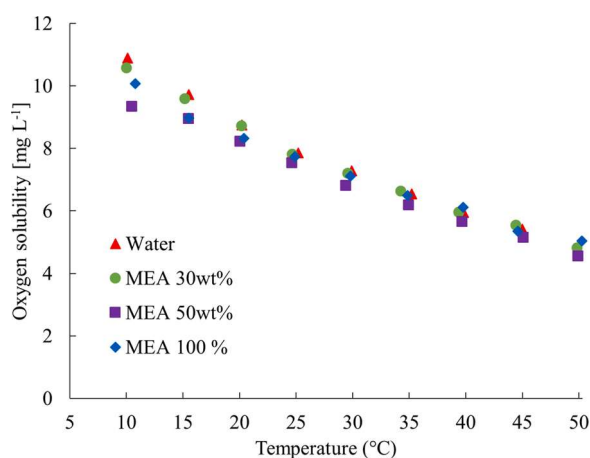 Oxygen solubility [mg L-1]
12
10
8
6
4
2
0
Water
MEA 30wt%
MEA 50wt%
MEA 100 %
5 10 15 20 25 30 35 40 45 50
Temperature (°C)